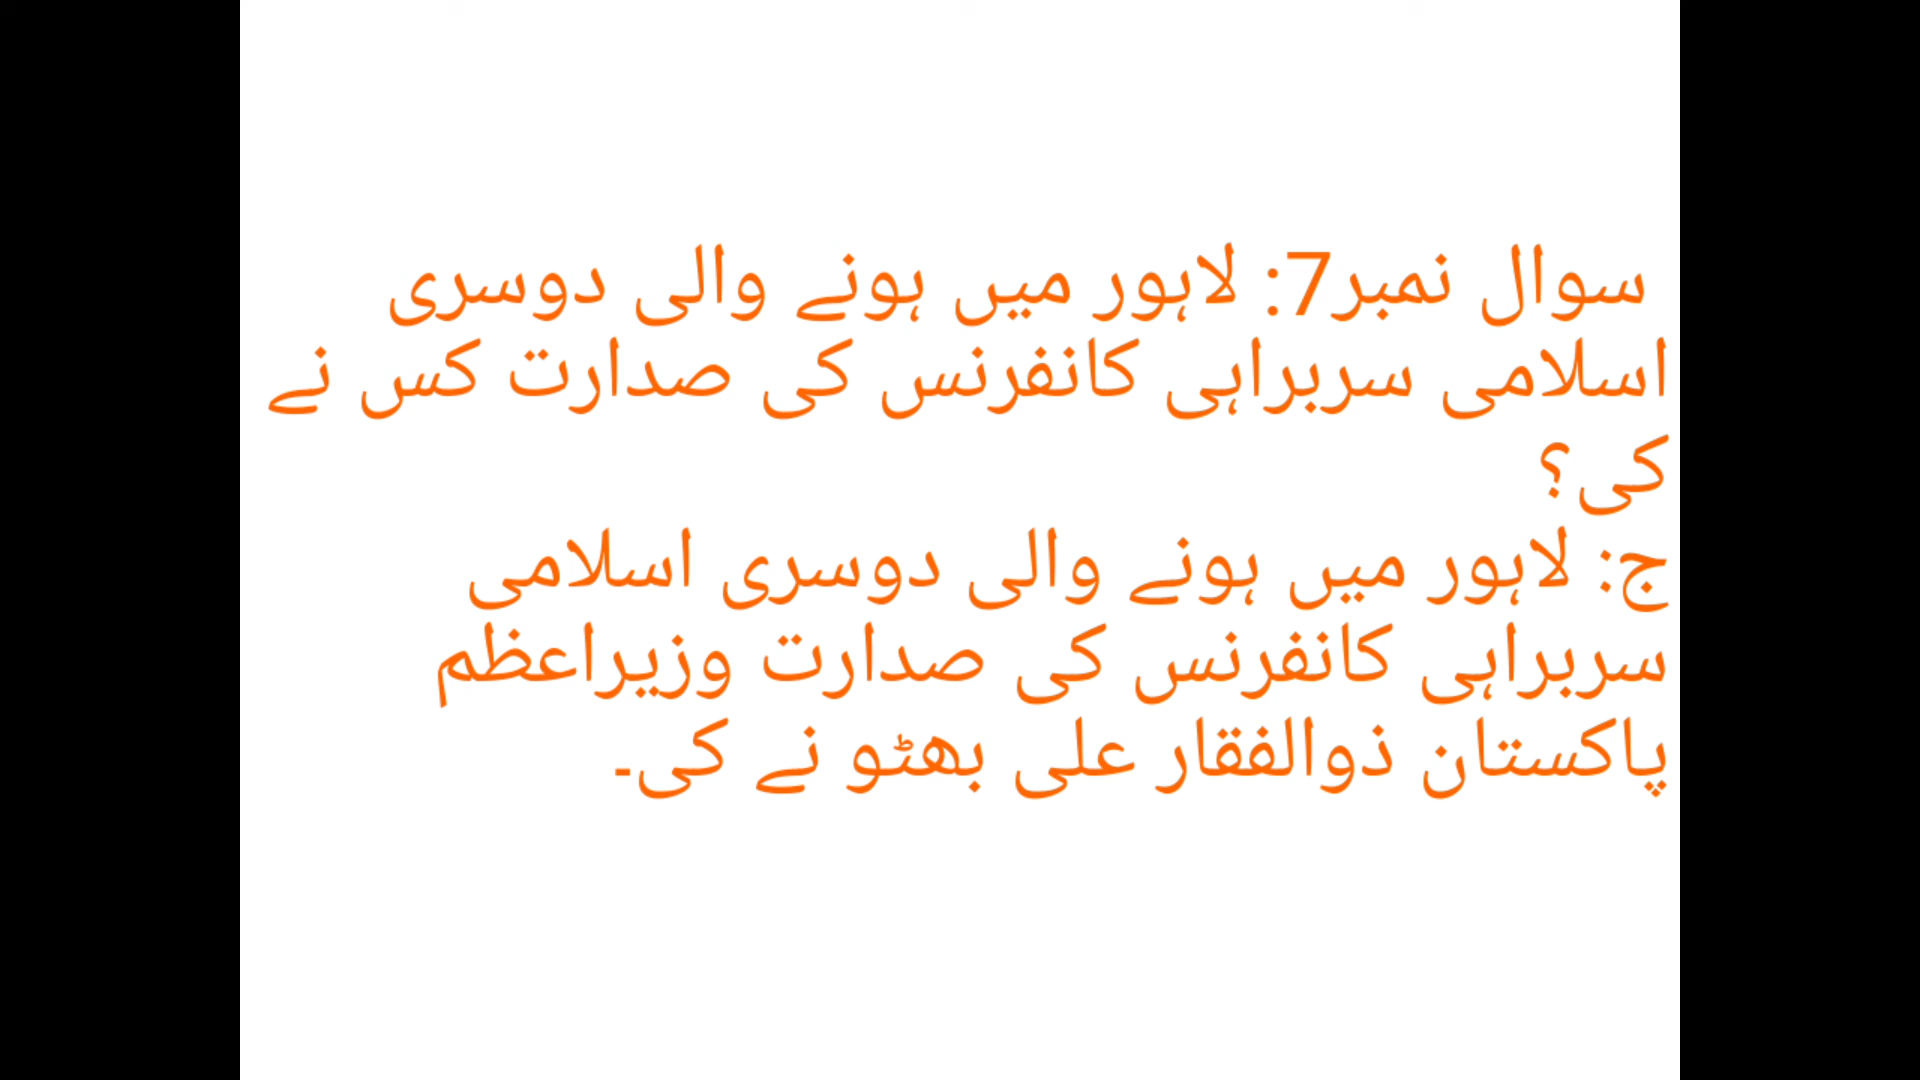 سوال نمبر7: لاہور میں ہونے والی دوسری
اسلامی سربراہی کانفرنس کی صدارت کس نے
کی؟
ج: لاہور میں ہونے والی دوسری اسلامی
سربراہی کانفرنس کی صدارت وزیراعظم
پاکستان ذوالفقار علی بھٹو نے کی۔